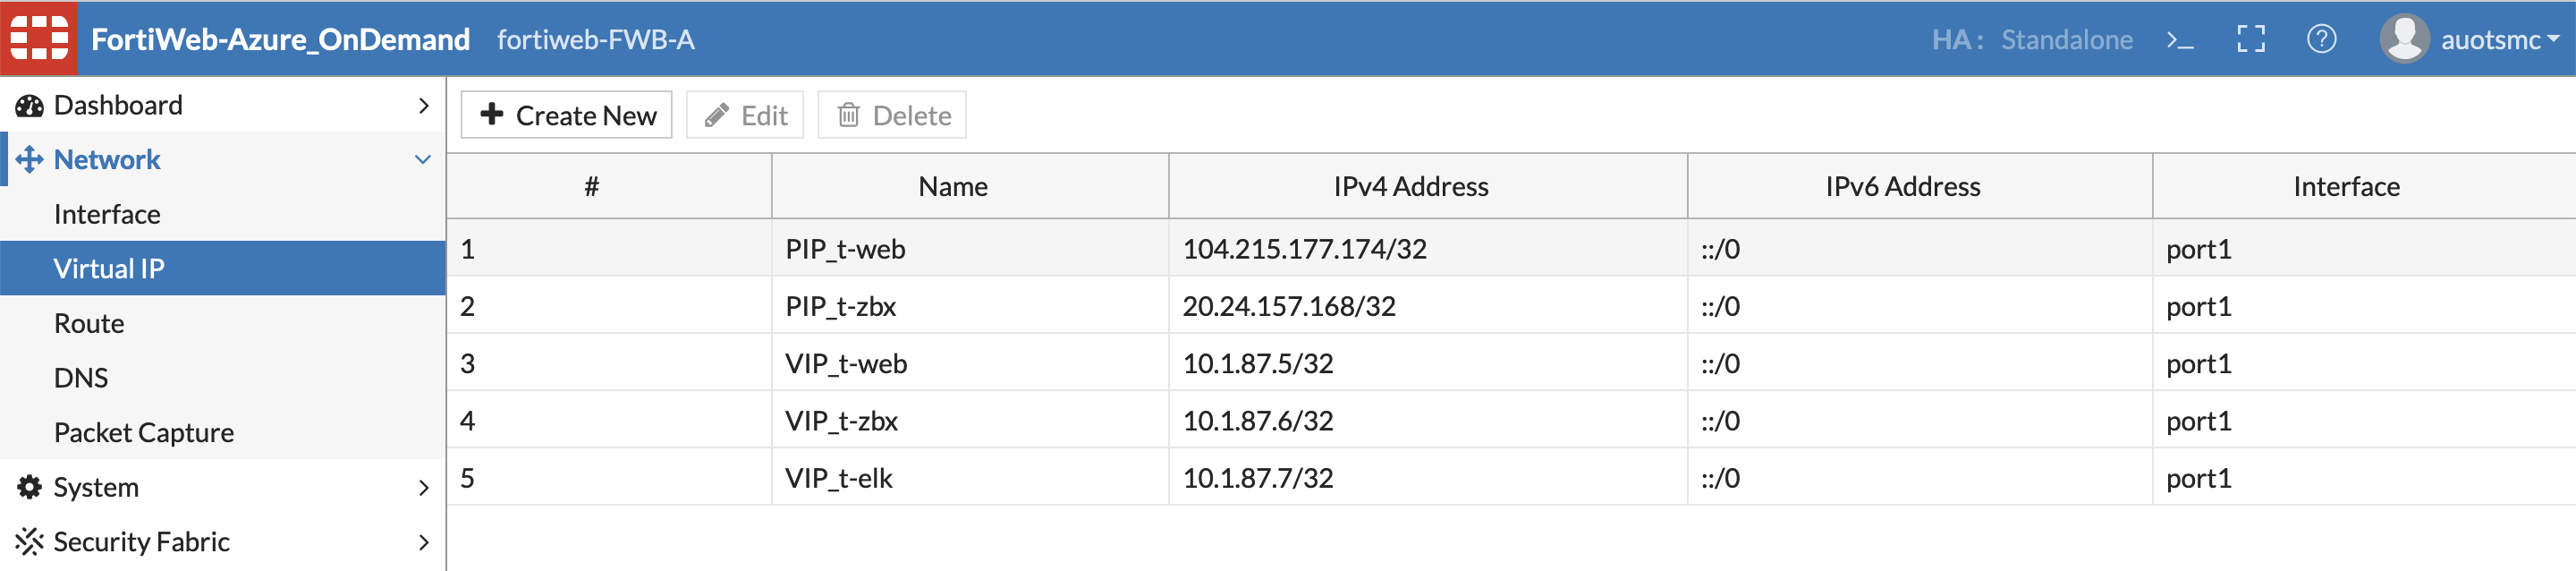 FortiWeb-Azure_OnDemand fortiweb-FWB-A HA: Standalone >_ ? auotsmc
Dashboard
Network
Interface
Virtual IP
Route
DNS
Packet Capture
System
Security Fabric
+ Create New Edit Delete
# Name IPv4 Address IPv6 Address Interface
1 PIP_t-web 104.215.177.174/32 ::/0 port1
2 PIP_t-zbx 20.24.157.168/32 ::/0 port1
3 VIP_t-web 10.1.87.5/32 ::/0 port1
4 VIP_t-zbx 10.1.87.6/32 ::/0 port1
5 VIP_t-elk 10.1.87.7/32 ::/0 port1